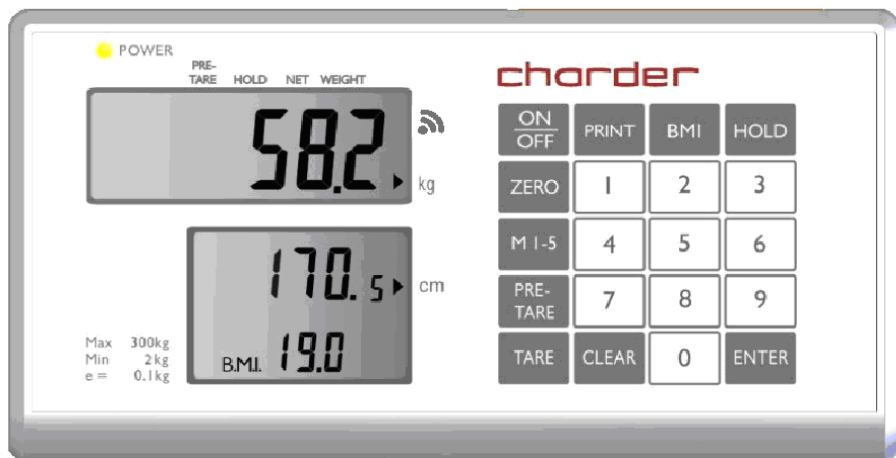 POWER
PRE-
TARE HOLD NET WEIGHT
58.2
kg
170.5
cm
B.M.I. 19.0
Max 300kg
Min 2kg
e = 0.1kg
charder
ON
OFF
PRINT
BMI
HOLD
ZERO
1
2
3
M 1-5
4
5
6
PRE-
TARE
7
8
9
TARE
CLEAR
0
ENTER